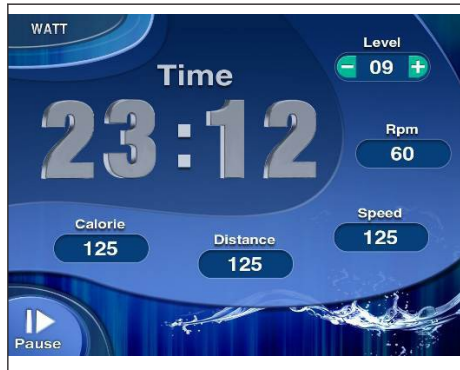 WATT
Level
09
Time
23:12
Rpm
60
Calorie
125
Distance
125
Speed
125
Pause